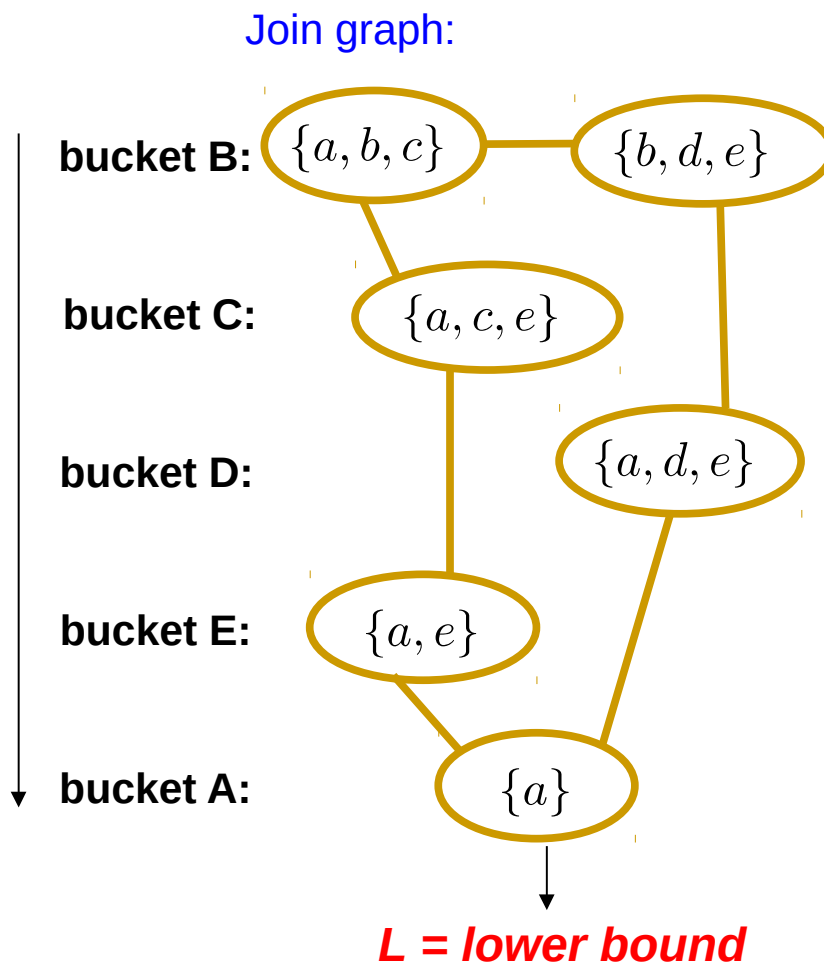 Join graph:
bucket B: {a, b, c} {b, d, e}
bucket C: {a, c, e}
bucket D: {a, d, e}
bucket E: {a, e}
bucket A: {a}
L = lower bound